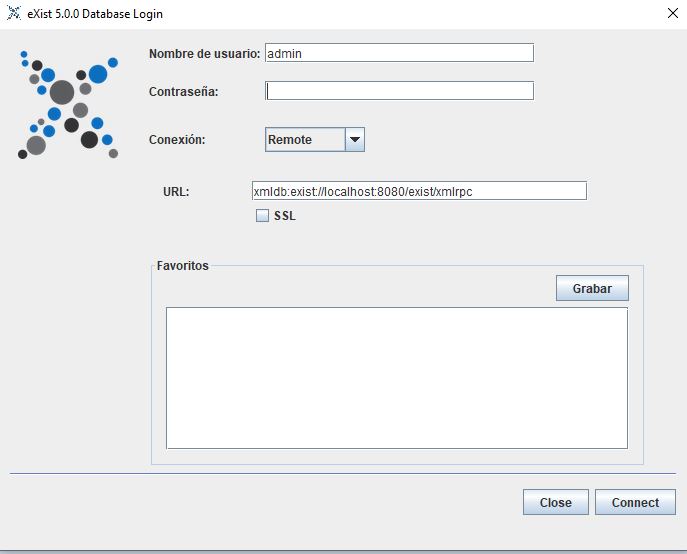 eXist 5.0.0 Database Login
Nombre de usuario: admin
Contraseña:
Conexión: Remote
URL: xmldb:exist://localhost:8080/exist/xmlrpc
SSL
Favoritos
Grabar
Close Connect